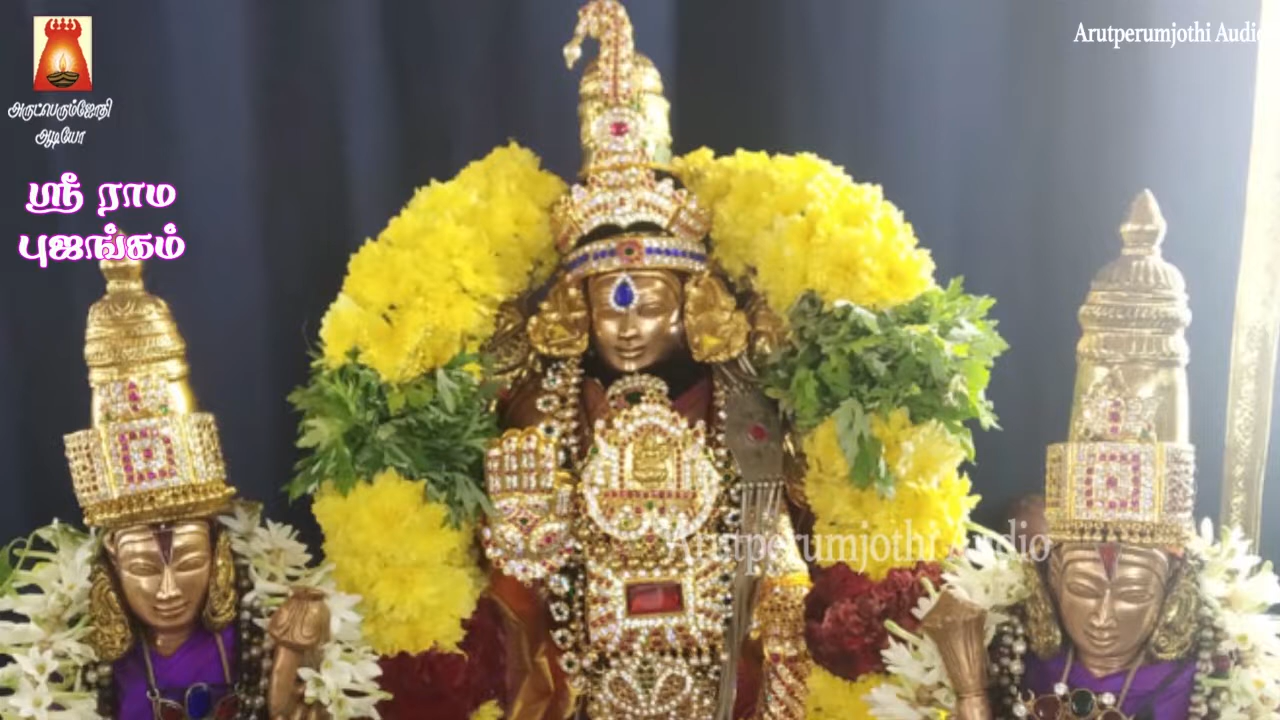 Arutperumjothi Audio
அருட்பெரும்ஜோதி
ஆடியோ
ஸ்ரீ ராம
புஜங்கம்
Arutperumjothi Audio